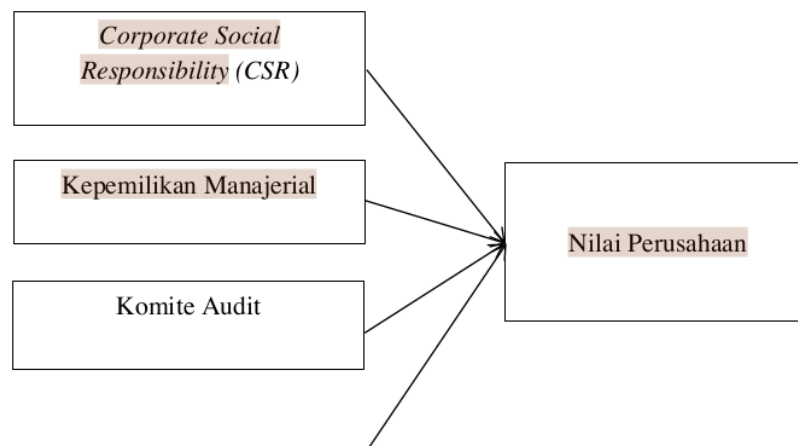 Corporate Social
Responsibility (CSR)
Kepemilikan Manajerial
Nilai Perusahaan
Komite Audit